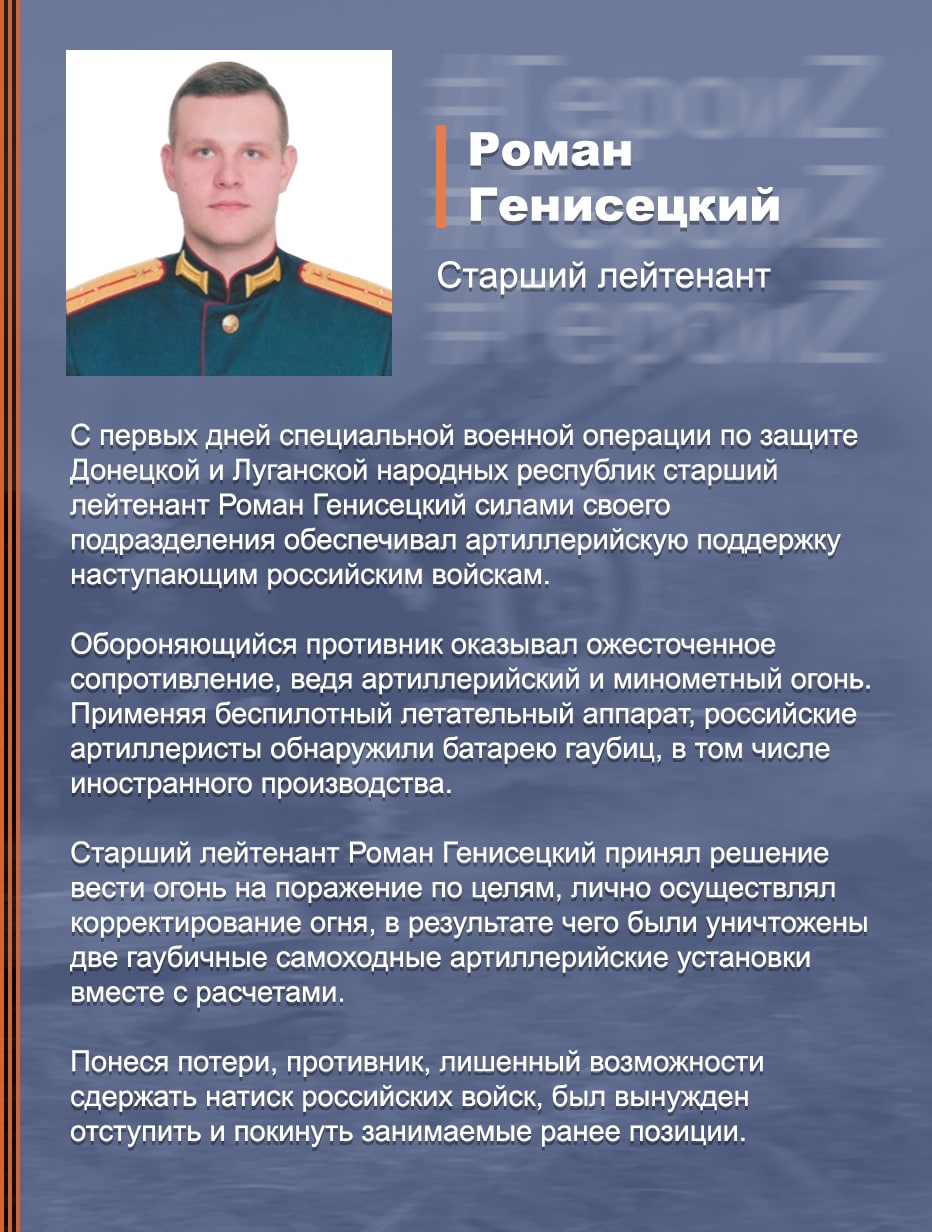 #ГероиZ
Роман
#ГероиZ
Генисецкий
Старший лейтенант
#ГероиZ
С первых дней специальной военной операции по защите
Донецкой и Луганской народных республик старший
лейтенант Роман Генисецкий силами своего
подразделения обеспечивал артиллерийскую поддержку
наступающим российским войскам.
Обороняющийся противник оказывал ожесточенное
сопротивление, ведя артиллерийский и минометный огонь.
Применяя беспилотный летательный аппарат, российские
артиллеристы обнаружили батарею гаубиц, в том числе
иностранного производства.
Старший лейтенант Роман Генисецкий принял решение
вести огонь на поражение по целям, лично осуществлял
корректирование огня, в результате чего были уничтожены
две гаубичные самоходные артиллерийские установки
вместе с расчетами.
Понеся потери, противник, лишенный возможности
сдержать натиск российских войск, был вынужден
отступить и покинуть занимаемые ранее позиции.